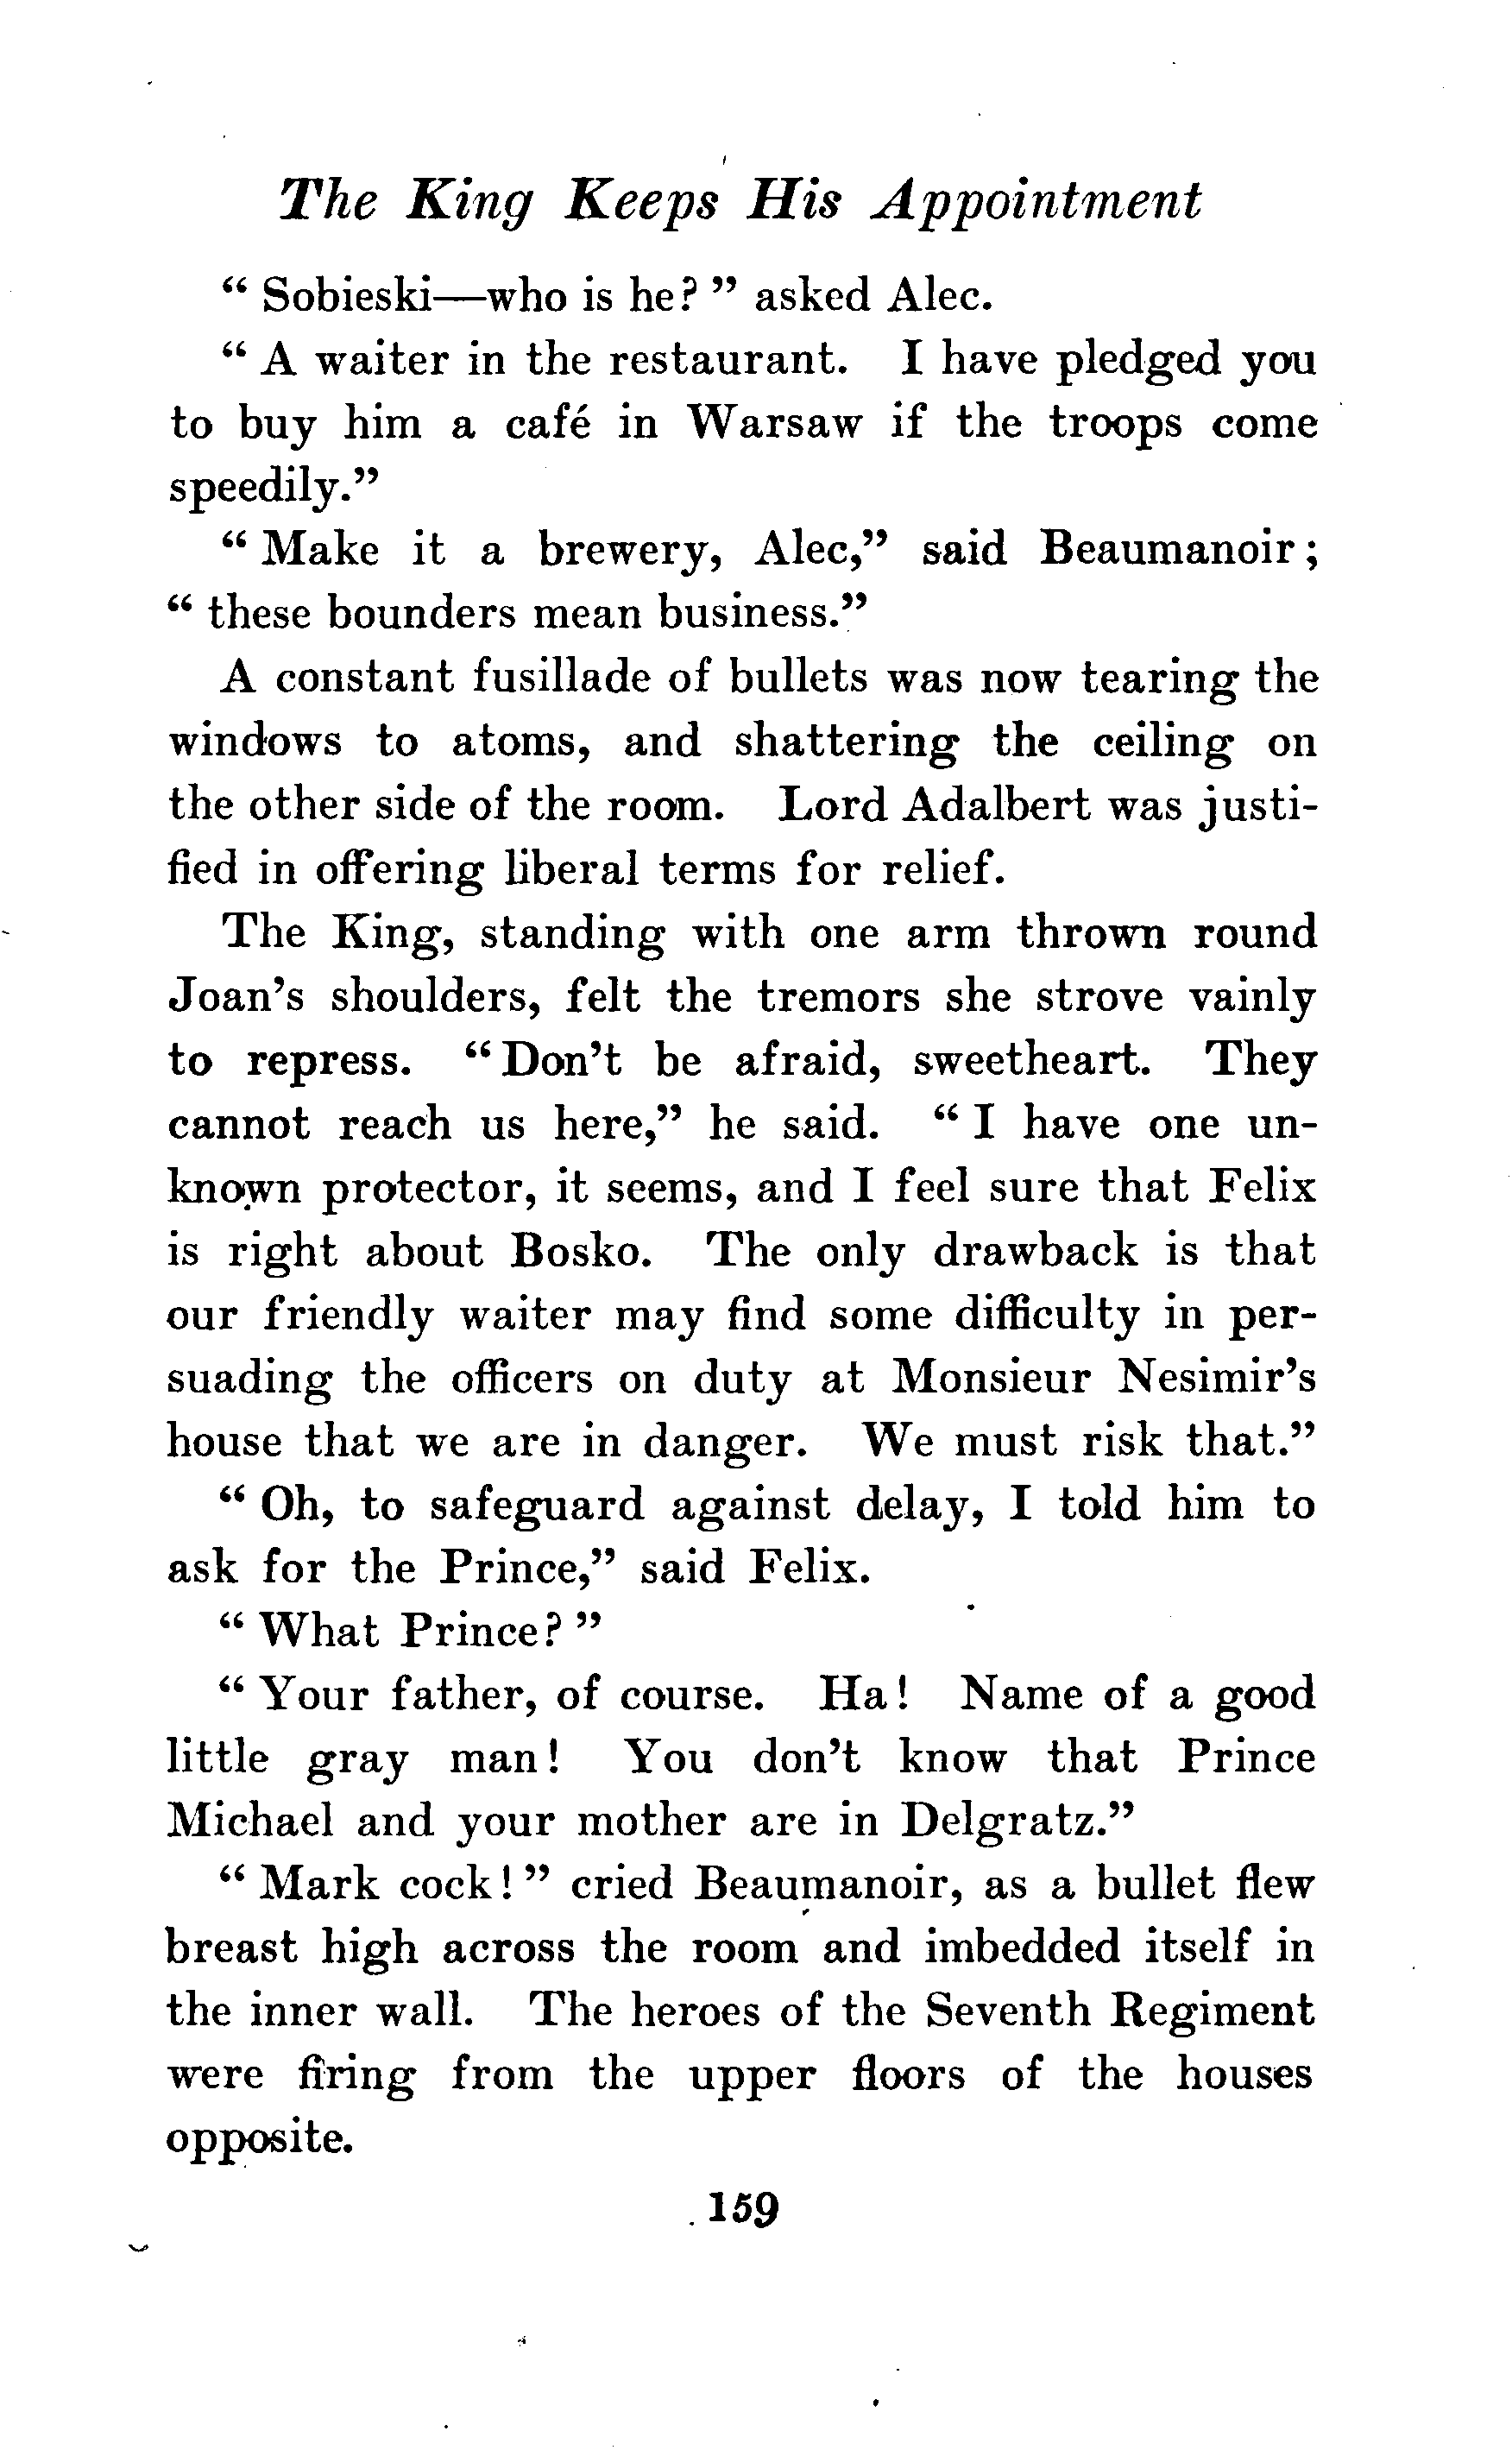 The King Keeps His Appointment
“ Sobieski—who is he? ” asked Alec.
“ A waiter in the restaurant. I have pledged you
to buy him a café in Warsaw if the troops come
speedily.”
“ Make it a brewery, Alec,” said Beaumanoir ;
“ these bounders mean business.”
A constant fusillade of bullets was now tearing the
windows to atoms, and shattering the ceiling on
the other side of the room. Lord Adalbert was justi-
fied in offering liberal terms for relief.
The King, standing with one arm thrown round
Joan’s shoulders, felt the tremors she strove vainly
to repress. “ Don’t be afraid, sweetheart. They
cannot reach us here,” he said. “ I have one un-
known protector, it seems, and I feel sure that Felix
is right about Bosko. The only drawback is that
our friendly waiter may find some difficulty in per-
suading the officers on duty at Monsieur Nesimir’s
house that we are in danger. We must risk that.”
“ Oh, to safeguard against delay, I told him to
ask for the Prince,” said Felix.
“ What Prince? ”
“ Your father, of course. Ha ! Name of a good
little gray man ! You don’t know that Prince
Michael and your mother are in Delgratz.”
“ Mark cock ! ” cried Beaumanoir, as a bullet flew
breast high across the room and imbedded itself in
the inner wall. The heroes of the Seventh Regiment
were firing from the upper floors of the houses
opposite.
159